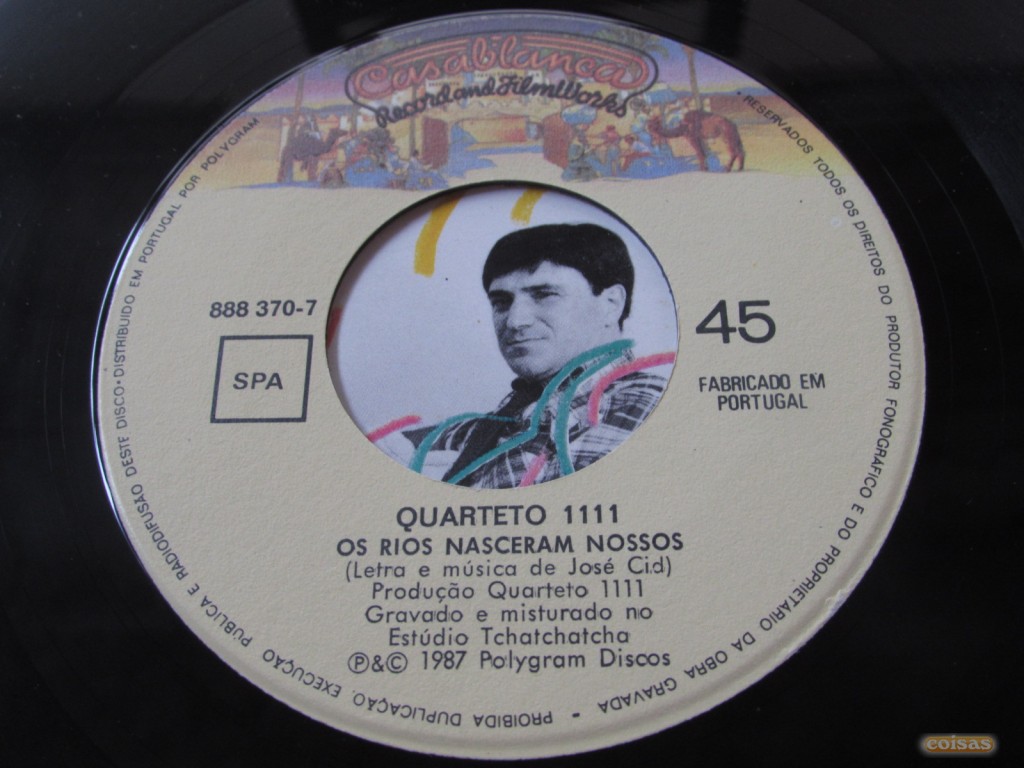 Casablanca
Record and FilmWorks
PROIBIDA DUPLICAÇÃO, EXECUÇÃO PÚBLICA E RADIODIFUSÃO DESTE DISCO • DISTRIBUIDO EM PORTUGAL POR POLYGRAM
RESERVADOS TODOS OS DIREITOS DO PRODUTOR FONOGRAFICO E DO PROPRIETARIO DA OBRA GRAVADA -
888 370-7
SPA
45
FABRICADO EM
PORTUGAL
QUARTETO 1111
OS RIOS NASCERAM NOSSOS
(Letra e música de José Cid)
Produção Quarteto 1111
Gravado e misturado no
Estúdio Tchatchatcha
℗&© 1987 Polygram Discos
coisas